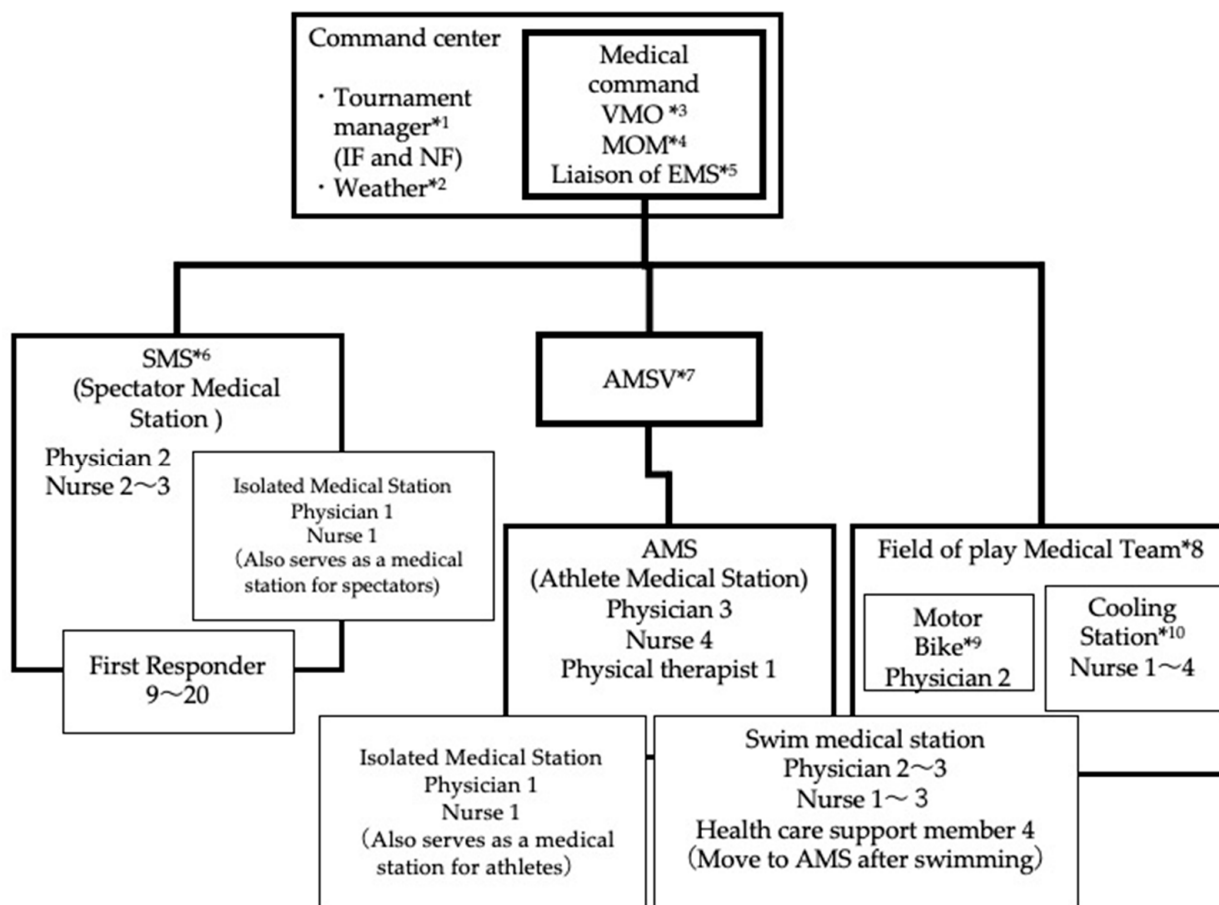 Command center
・Tournament
manager*1
(IF and NF)
・Weather*2
Medical
command
VMO *3
MOM*4
Liaison of EMS*5
SMS*6
(Spectator Medical
Station )
Physician 2
Nurse 2～3
Isolated Medical Station
Physician 1
Nurse 1
（Also serves as a medical
station for spectators）
First Responder
9～20
AMSV*7
AMS
(Athlete Medical Station)
Physician 3
Nurse 4
Physical therapist 1
Isolated Medical Station
Physician 1
Nurse 1
（Also serves as a medical
station for athletes）
Field of play Medical Team*8
Motor
Bike*9
Physician 2
Cooling
Station*10
Nurse 1～4
Swim medical station
Physician 2～3
Nurse 1～ 3
Health care support member 4
（Move to AMS after swimming）